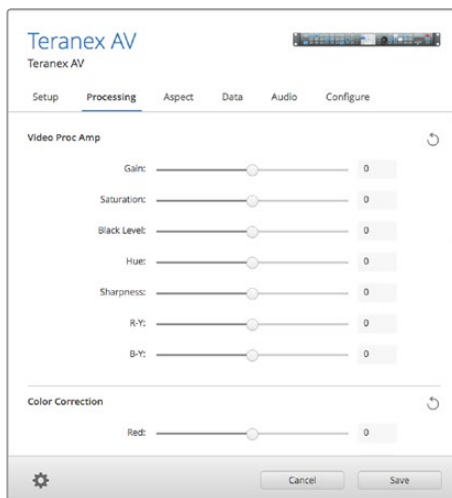 Teranex AV
Teranex AV
Setup Processing Aspect Data Audio Configure
Video Proc Amp
Gain: 0
Saturation: 0
Black Level: 0
Hue: 0
Sharpness: 0
R-Y: 0
B-Y: 0
Color Correction
Red: 0
Cancel Save